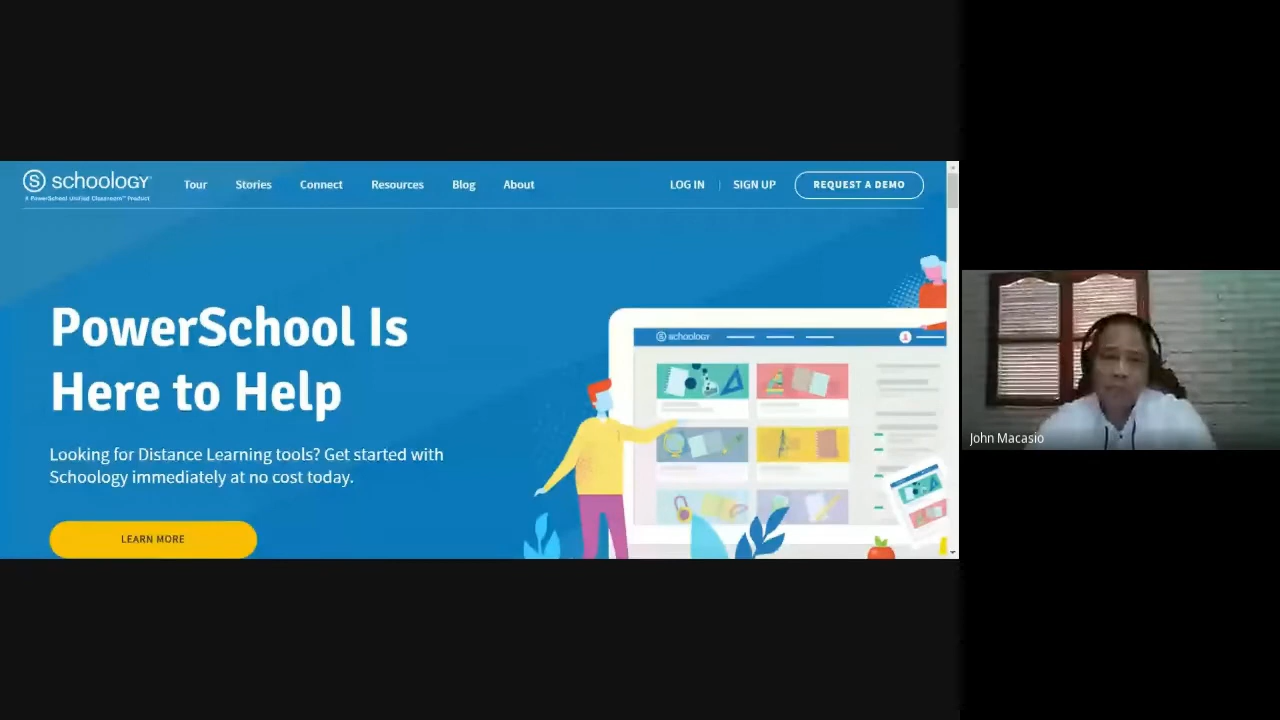 schoology
A PowerSchool Unified Classroom™ Product
Tour
Stories
Connect
Resources
Blog
About
LOG IN
SIGN UP
REQUEST A DEMO
PowerSchool Is
Here to Help
Looking for Distance Learning tools? Get started with
Schoology immediately at no cost today.
LEARN MORE
schoology
John Macasio